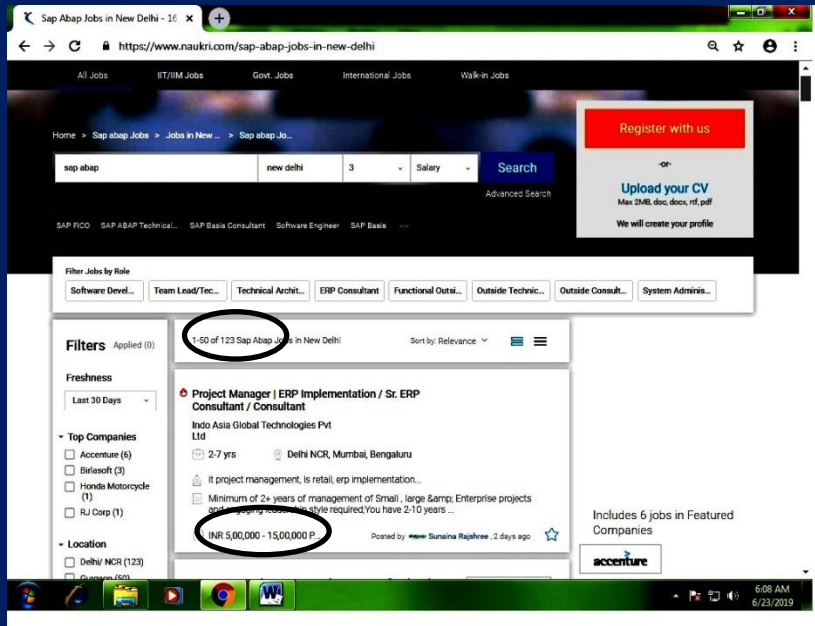 Sap Abap Jobs in New Delhi - 16
https://www.naukri.com/sap-abap-jobs-in-new-delhi
All Jobs IIT/IIM Jobs Govt. Jobs International Jobs Walk-in Jobs
Register with us
-or-
Upload your CV
Max 2MB, doc, docx, rtf, pdf
We will create your profile
Home > Sap abap Jobs > Jobs in New ... > Sap abap Jo...
sap abap new delhi 3 Salary Search
Advanced Search
SAP FICO SAP ABAP Technical... SAP Basis Consultant Software Engineer SAP Basis ...
Filter Jobs by Role
Software Devel... Team Lead/Tec... Technical Archit... ERP Consultant Functional Outsi... Outside Technic... Outside Consult... System Adminis...
Filters Applied (0)
Freshness
Last 30 Days
Top Companies
Accenture (6)
Birlasoft (3)
Honda Motorcycle
(1)
RJ Corp (1)
Location
Delhi/ NCR (123)
Gurgaon (50)
1-50 of 123 Sap Abap Jobs in New Delhi Sort by: Relevance
Project Manager | ERP Implementation / Sr. ERP
Consultant / Consultant
Indo Asia Global Technologies Pvt
Ltd
2-7 yrs Delhi NCR, Mumbai, Bengaluru
it project management, Is retail, erp implementation...
Minimum of 2+ years of management of Small , large &amp; Enterprise projects
and engaging leadership style required;You have 2-10 years ...
INR 5,00,000 - 15,00,000 P... Posted by Sunaina Rajshree , 2 days ago
Includes 6 jobs in Featured
Companies
accenture
6:08 AM
6/23/2019